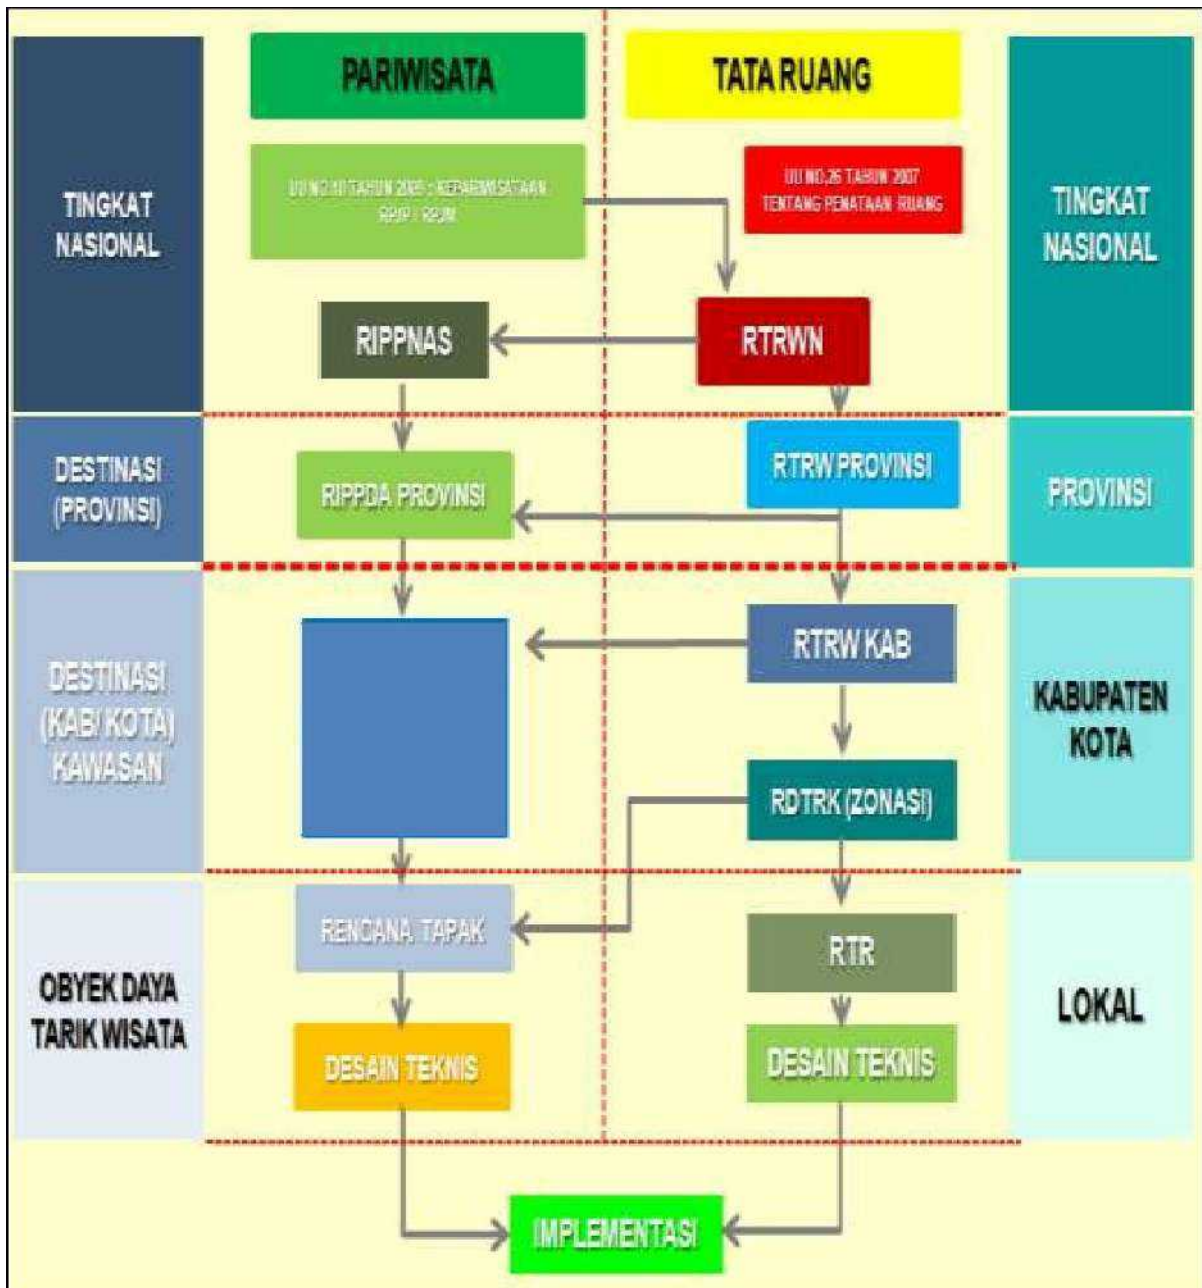 PARIWISATA
TATA RUANG
TINGKAT
NASIONAL
UU NO.10 TAHUN 2009 : KEPARIWISATAAN
RPJP / RPJM
UU NO.26 TAHUN 2007
TENTANG PENATAAN RUANG
TINGKAT
NASIONAL
RIPPNAS
RTRWN
DESTINASI
(PROVINSI)
RIPPDA PROVINSI
RTRW PROVINSI
PROVINSI
DESTINASI
(KAB/ KOTA)
KAWASAN
RTRW KAB
RDTRK (ZONASI)
KABUPATEN
KOTA
OBYEK DAYA
TARIK WISATA
RENCANA TAPAK
RTR
DESAIN TEKNIS
DESAIN TEKNIS
LOKAL
IMPLEMENTASI